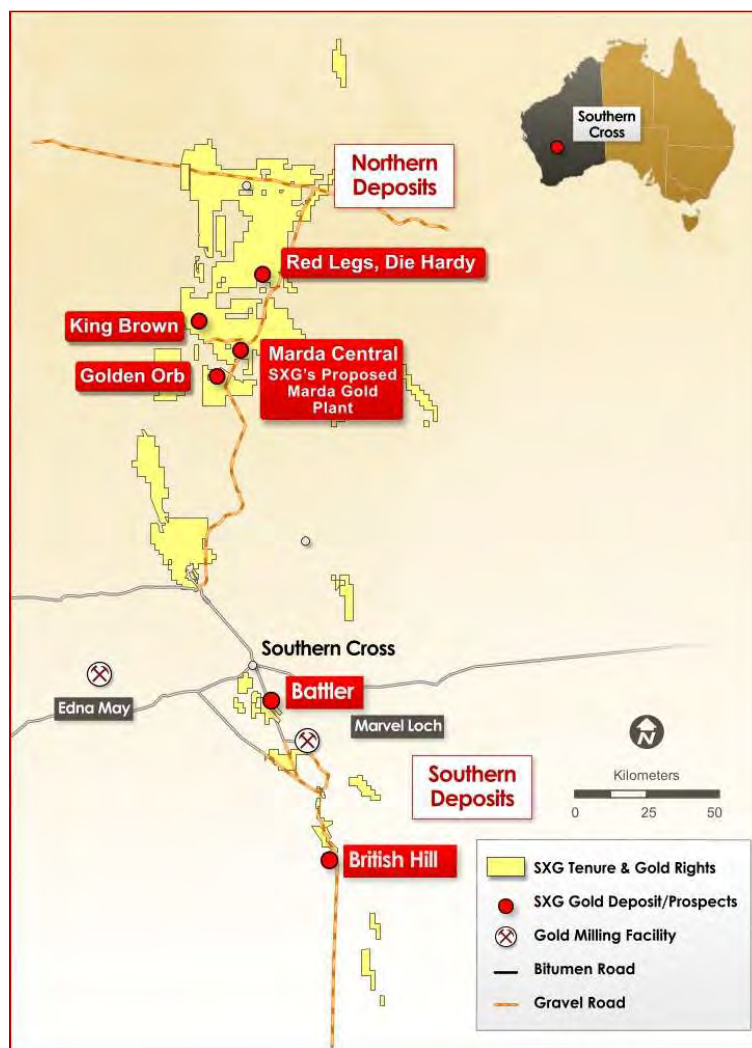 Southern
Cross
Northern
Deposits
Red Legs, Die Hardy
King Brown
Marda Central
SXG's Proposed
Marda Gold
Plant
Golden Orb
Southern Cross
Battler
Edna May
Marvel Loch
N
Southern
Deposits
Kilometers
0 25 50
British Hill
SXG Tenure & Gold Rights
SXG Gold Deposit/Prospects
Gold Milling Facility
Bitumen Road
Gravel Road